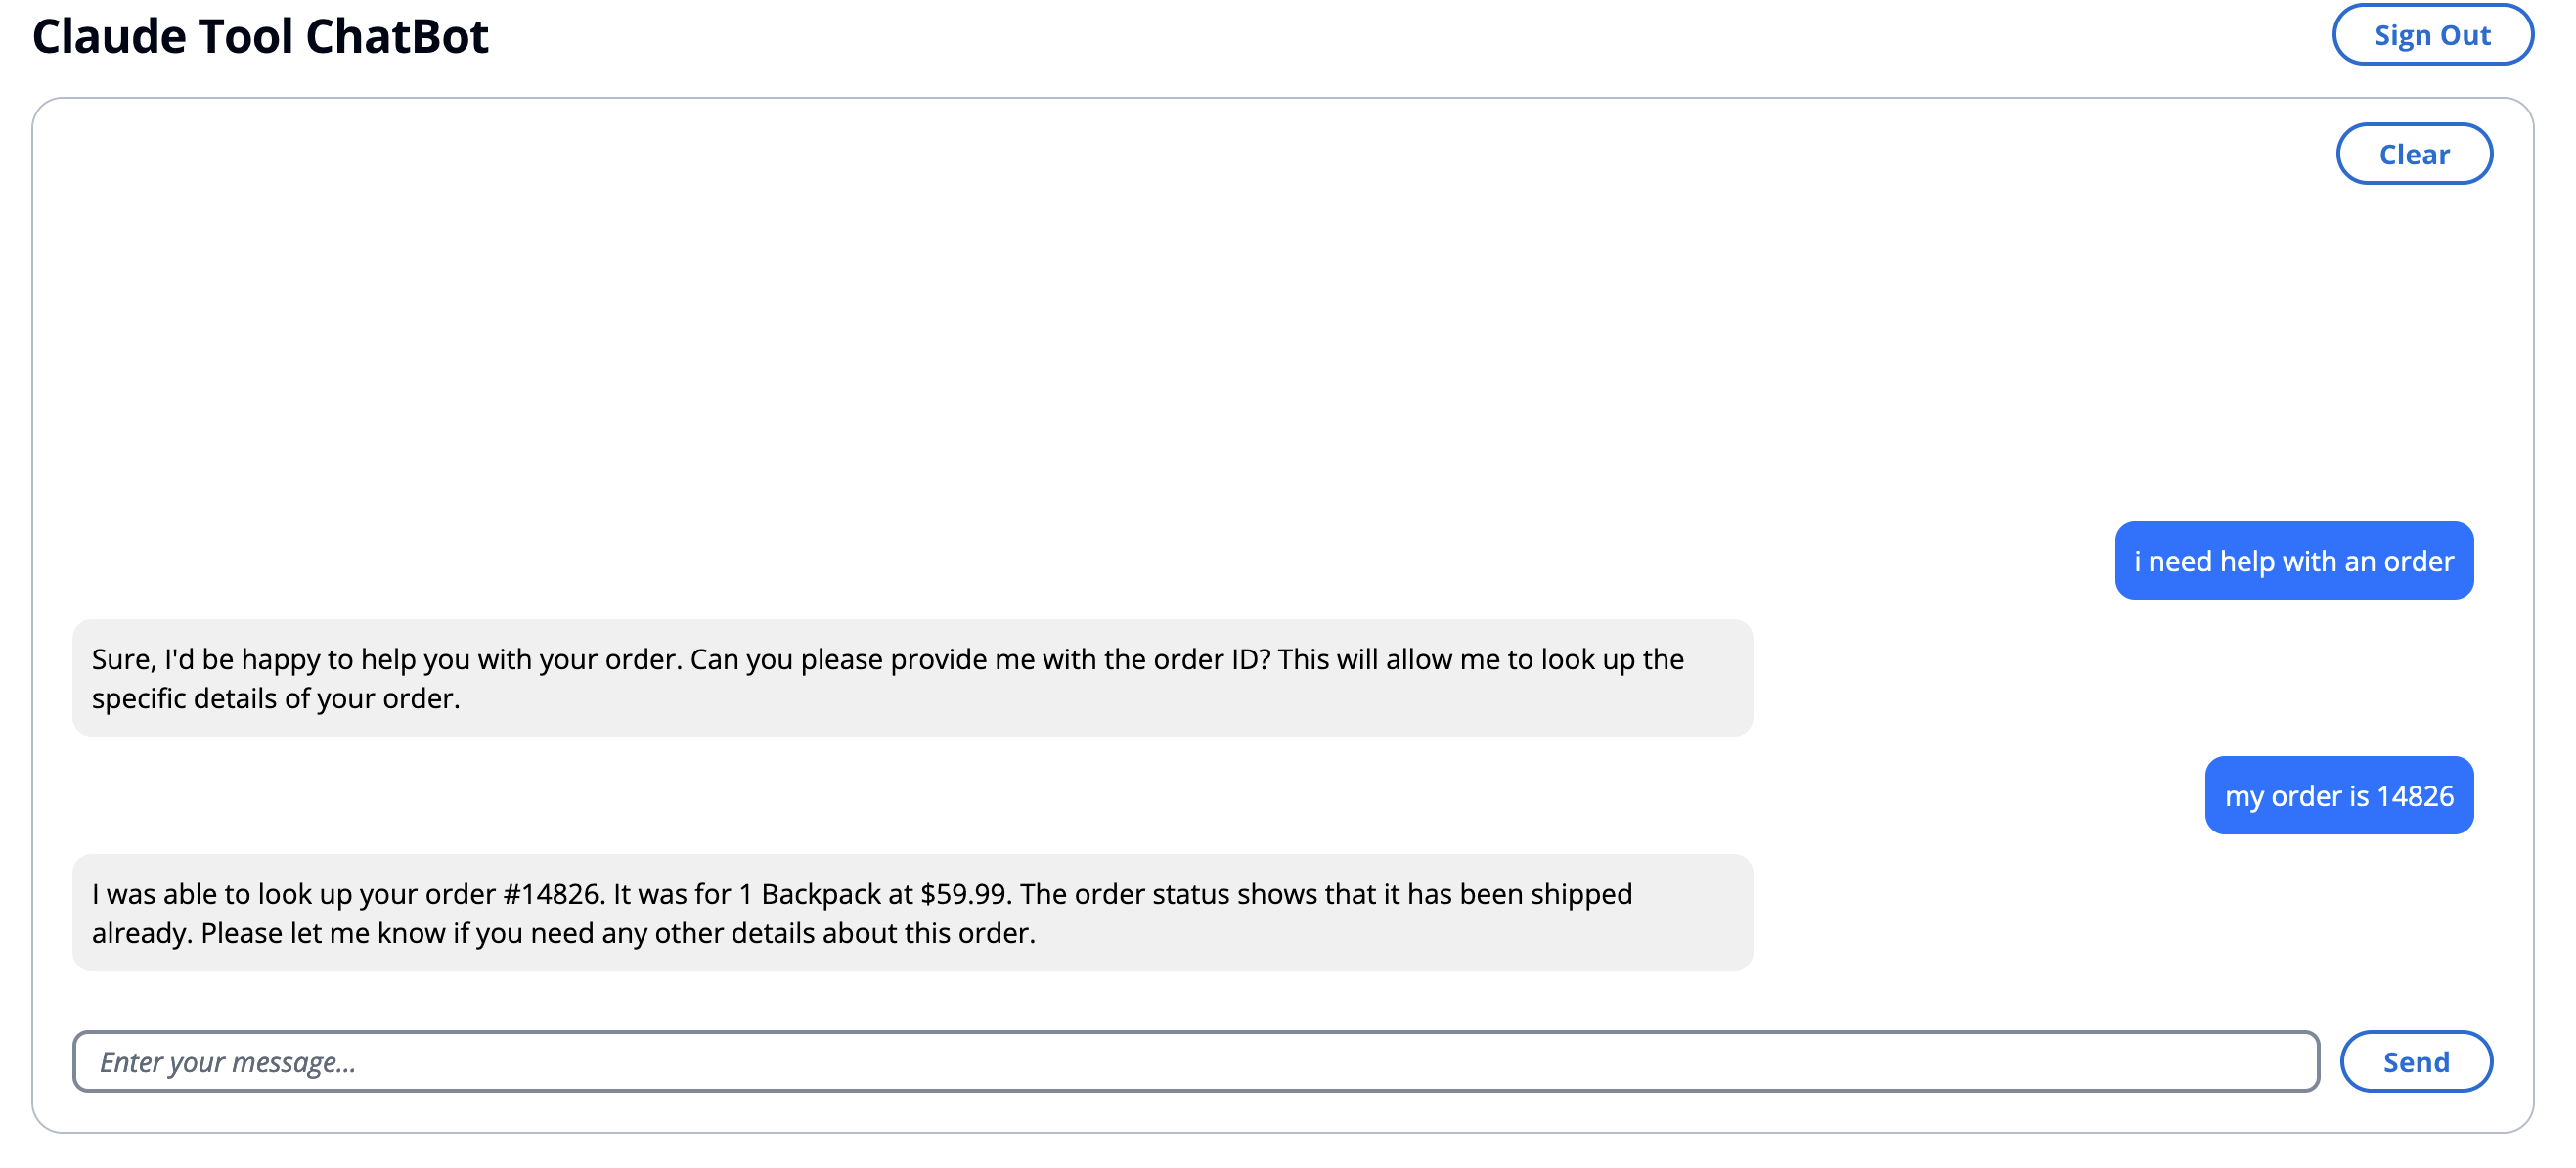 Claude Tool ChatBot
Sign Out
Clear
i need help with an order
Sure, I'd be happy to help you with your order. Can you please provide me with the order ID? This will allow me to look up the
specific details of your order.
my order is 14826
I was able to look up your order #14826. It was for 1 Backpack at $59.99. The order status shows that it has been shipped
already. Please let me know if you need any other details about this order.
Enter your message...
Send